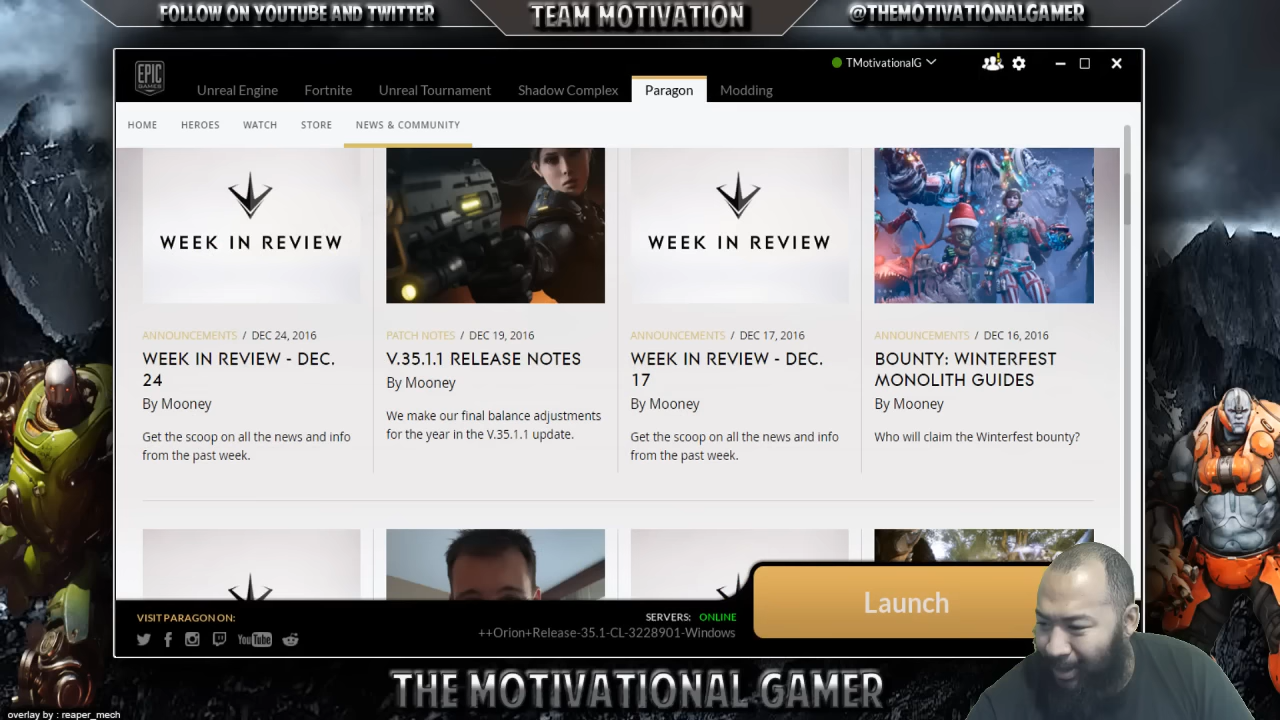 FOLLOW ON YOUTUBE AND TWITTER
TEAM MOTIVATION
@THEMOTIVATIONALGAMER
EPIC
GAMES
TMotivationalG
Unreal Engine
Fortnite
Unreal Tournament
Shadow Complex
Paragon
Modding
HOME
HEROES
WATCH
STORE
NEWS & COMMUNITY
WEEK IN REVIEW
ANNOUNCEMENTS / DEC 24, 2016
WEEK IN REVIEW - DEC.
24
By Mooney
Get the scoop on all the news and info
from the past week.
PATCH NOTES / DEC 19, 2016
V.35.1.1 RELEASE NOTES
By Mooney
We make our final balance adjustments
for the year in the V.35.1.1 update.
WEEK IN REVIEW
ANNOUNCEMENTS / DEC 17, 2016
WEEK IN REVIEW - DEC.
17
By Mooney
Get the scoop on all the news and info
from the past week.
ANNOUNCEMENTS / DEC 16, 2016
BOUNTY: WINTERFEST
MONOLITH GUIDES
By Mooney
Who will claim the Winterfest bounty?
VISIT PARAGON ON:
YouTube
SERVERS: ONLINE
++Orion+Release-35.1-CL-3228901-Windows
Launch
THE MOTIVATIONAL GAMER
overlay by : reaper_mech